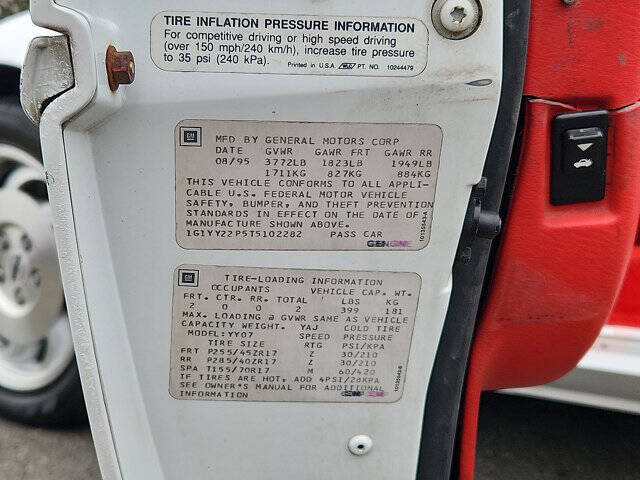 TIRE INFLATION PRESSURE INFORMATION
For competitive driving or high speed driving
(over 150 mph/240 km/h), increase tire pressure
to 35 psi (240 kPa).
Printed in U.S.A. PT. NO. 10244479
GM
MFD BY GENERAL MOTORS CORP
DATE GVWR GAWR FRT GAWR RR
08/95 3772LB 1823LB 1949LB
1711KG 827KG 884KG
THIS VEHICLE CONFORMS TO ALL APPLI-
CABLE U.S. FEDERAL MOTOR VEHICLE
SAFETY, BUMPER, AND THEFT PREVENTION
STANDARDS IN EFFECT ON THE DATE OF
MANUFACTURE SHOWN ABOVE.
1G1YY22P5T5102282 PASS CAR
GM
TIRE-LOADING INFORMATION
OCCUPANTS VEHICLE CAP. WT.
FRT. CTR. RR. TOTAL LBS KG
2 0 0 2 399 181
MAX. LOADING @ GVWR SAME AS VEHICLE
CAPACITY WEIGHT. YAJ COLD TIRE
MODEL:YY07 SPEED PRESSURE
TIRE SIZE RTG PSI/KPA
FRT P255/45ZR17 Z 30/210
RR P285/40ZR17 Z 30/210
SPA T155/70R17 M 60/420
IF TIRES ARE HOT, ADD 4PSI/28KPA
SEE OWNER'S MANUAL FOR ADDITIONAL
INFORMATION